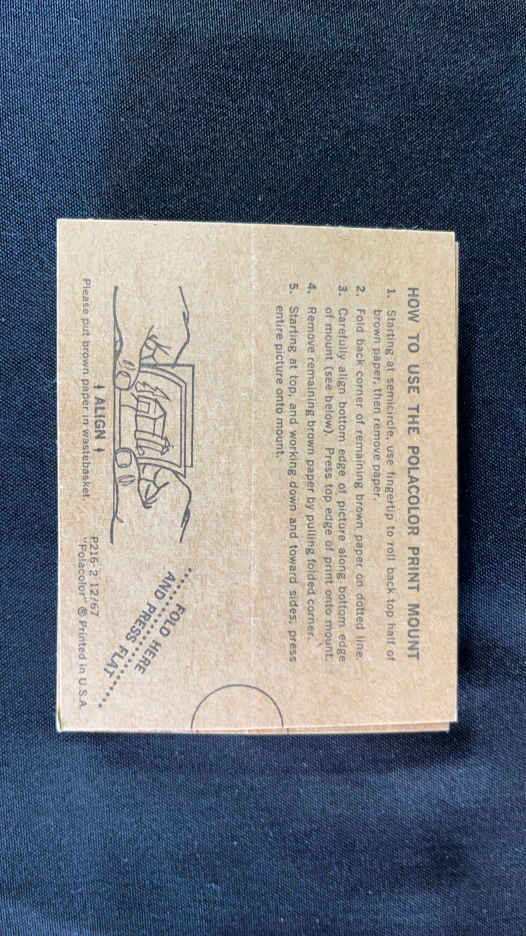 HOW TO USE THE POLACOLOR PRINT MOUNT
1. Starting at semicircle, use fingertip to roll back top half of
brown paper, then remove paper.
2. Fold back corner of remaining brown paper on dotted line.
3. Carefully align bottom edge of picture along bottom edge
of mount (see below). Press top edge of print onto mount.
4. Remove remaining brown paper by pulling folded corner.
5. Starting at top, and working down and toward sides, press
entire picture onto mount.
FOLD HERE
AND PRESS FLAT
ALIGN
Please put brown paper in wastebasket
P216-2 12/67
"Polacolor" ® Printed in U.S.A.